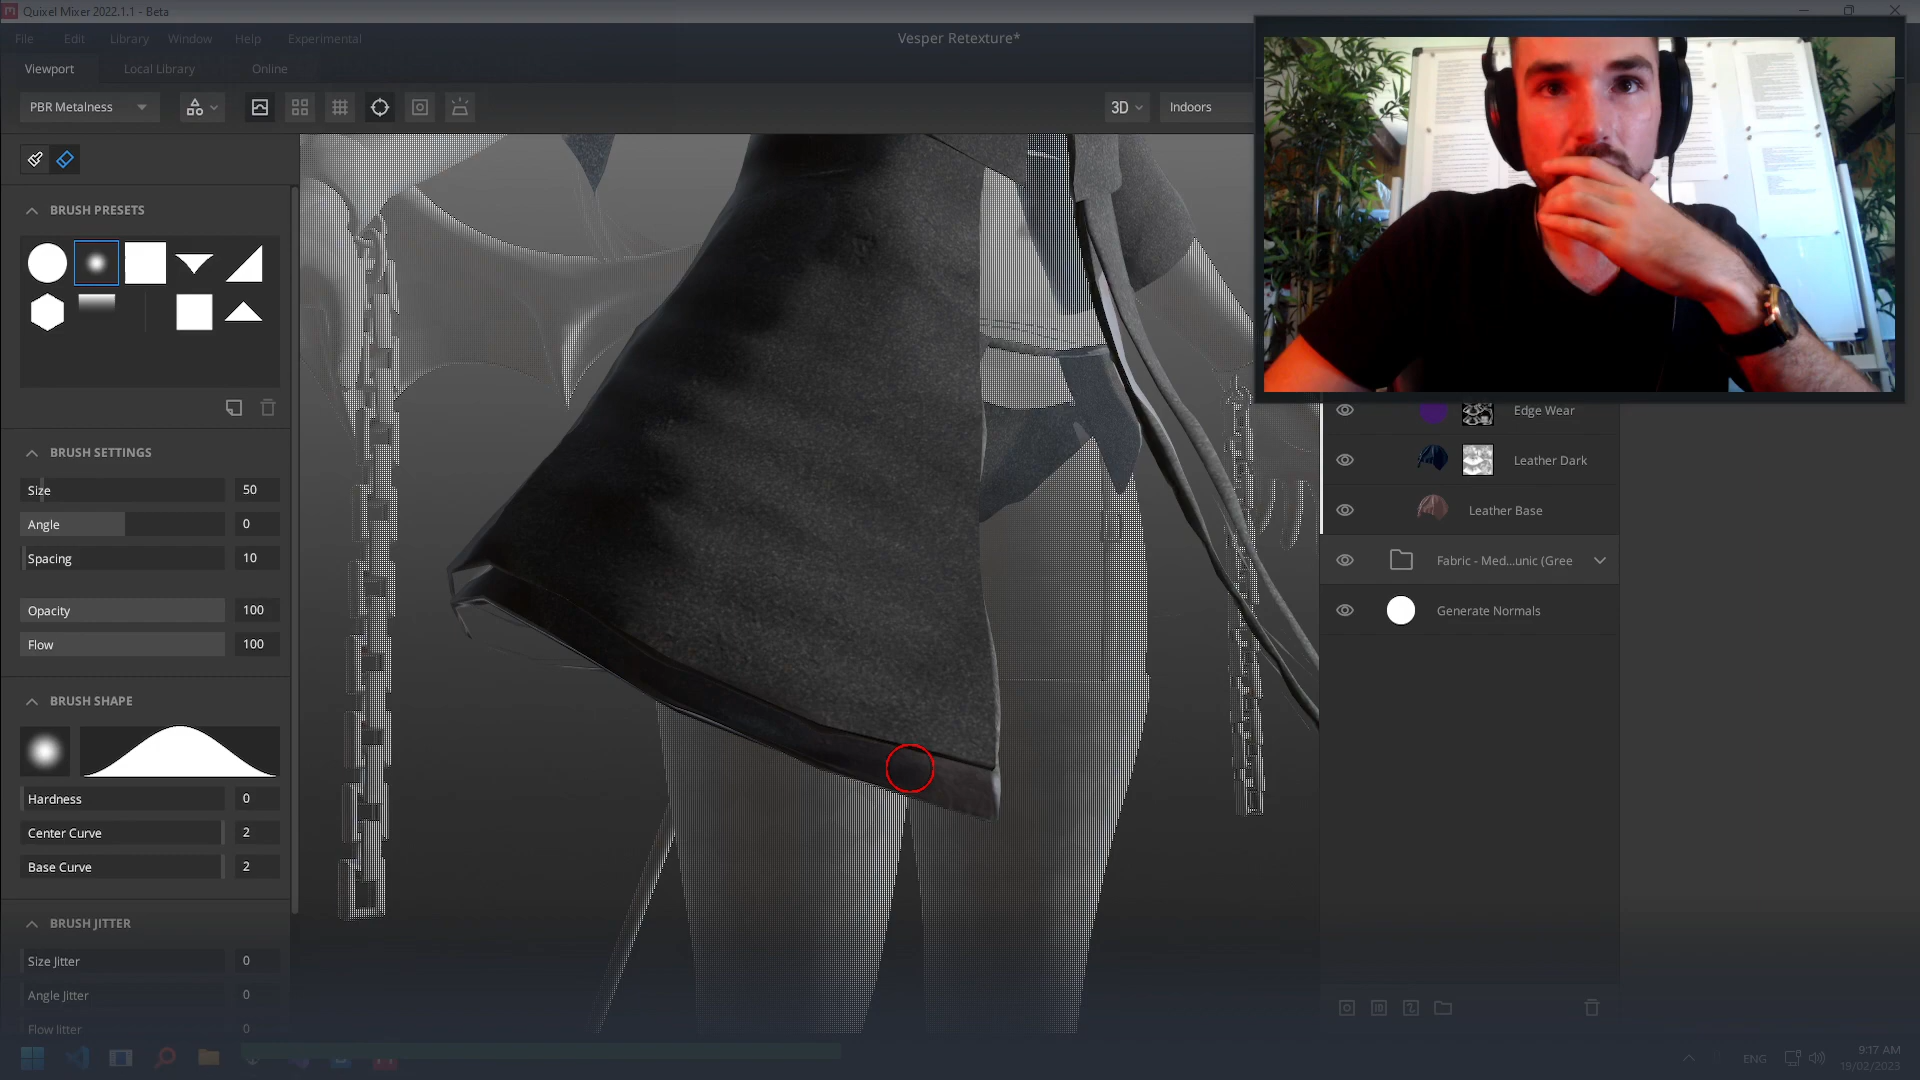 Quixel Mixer 2022.1.1 - Beta
File Edit Library Window Help Experimental
Vesper Retexture*
Viewport Local Library Online
PBR Metalness
3D
Indoors
BRUSH PRESETS
BRUSH SETTINGS
Size 50
Angle 0
Spacing 10
Opacity 100
Flow 100
BRUSH SHAPE
Hardness 0
Center Curve 2
Base Curve 2
BRUSH JITTER
Size Jitter 0
Angle Jitter 0
Flow Jitter 0
Edge Wear
Leather Dark
Leather Base
Fabric - Med...unic (Gree
Generate Normals
ENG
9:17 AM
19/02/2023